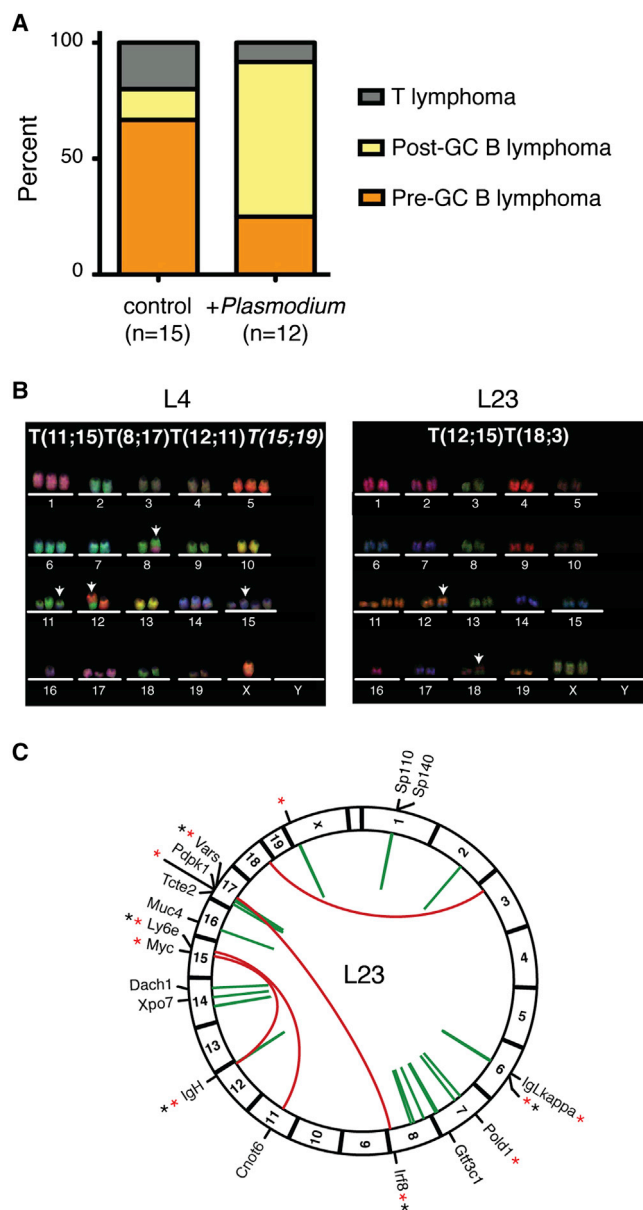 A
100
50
0
Percent
control
(n=15)
+Plasmodium
(n=12)
T lymphoma
Post-GC B lymphoma
Pre-GC B lymphoma
B
L4
L23
T(11;15)T(8;17)T(12;11)T(15;19)
1 2 3 4 5
6 7 8 9 10
11 12 13 14 15
16 17 18 19 X Y
T(12;15)T(18;3)
1 2 3 4 5
6 7 8 9 10
11 12 13 14 15
16 17 18 19 X Y
C
L23
Sp110
Sp140
* 
**Vars
Pdpk1
*
Tcte2
Muc4
**Ly6e
*Myc
Dach1
Xpo7
**IgH
Cnot6
Irf8**
Gtf3c1
Pold1*
IgLkappa*
**
1
2
3
4
5
6
7
8
9
10
11
12
13
14
15
16
17
18
19
X